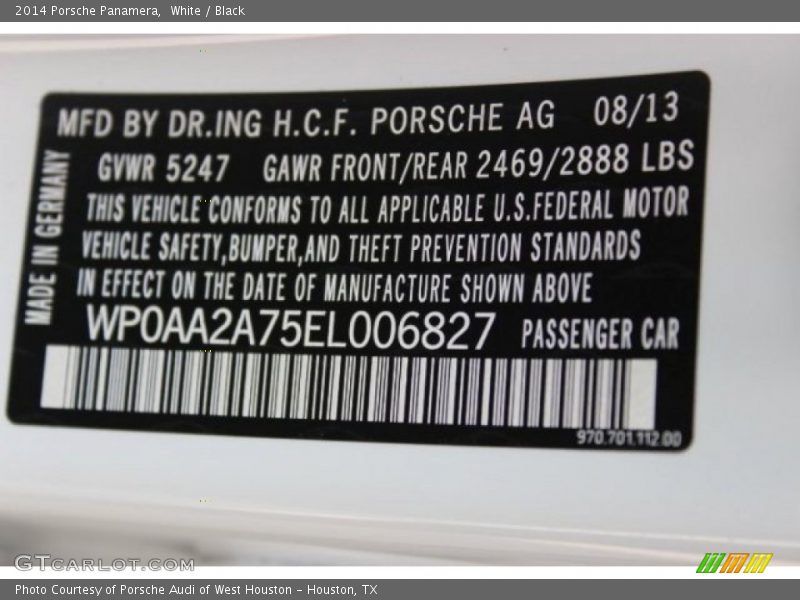 2014 Porsche Panamera,  White / Black
MFD BY DR.ING H.C.F. PORSCHE AG 08/13
GVWR 5247 GAWR FRONT/REAR 2469/2888 LBS
THIS VEHICLE CONFORMS TO ALL APPLICABLE U.S.FEDERAL MOTOR
VEHICLE SAFETY,BUMPER,AND THEFT PREVENTION STANDARDS
IN EFFECT ON THE DATE OF MANUFACTURE SHOWN ABOVE
WP0AA2A75EL006827 PASSENGER CAR
MADE IN GERMANY
970.701.112.00
GTCARLOT.COM
Photo Courtesy of Porsche Audi of West Houston - Houston, TX